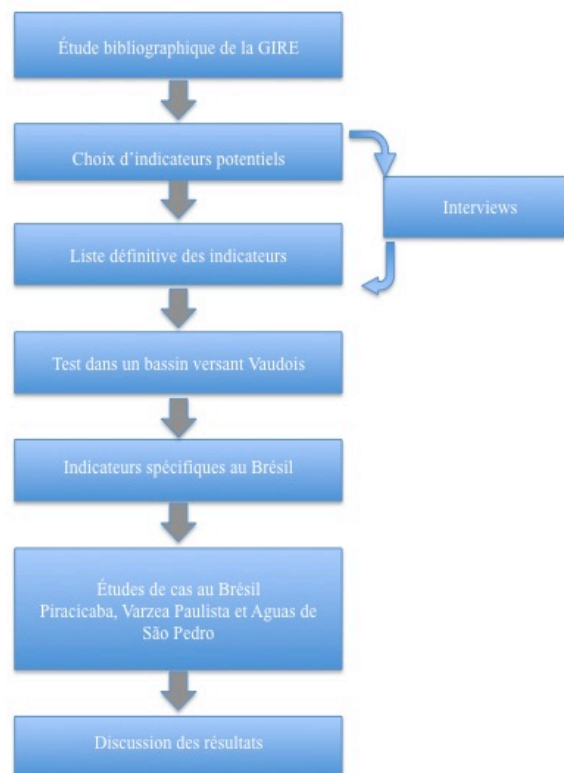 Étude bibliographique de la GIRE
Choix d'indicateurs potentiels
Interviews
Liste définitive des indicateurs
Test dans un bassin versant Vaudois
Indicateurs spécifiques au Brésil
Études de cas au Brésil
Piracicaba, Varzea Paulista et Aguas de
São Pedro
Discussion des résultats